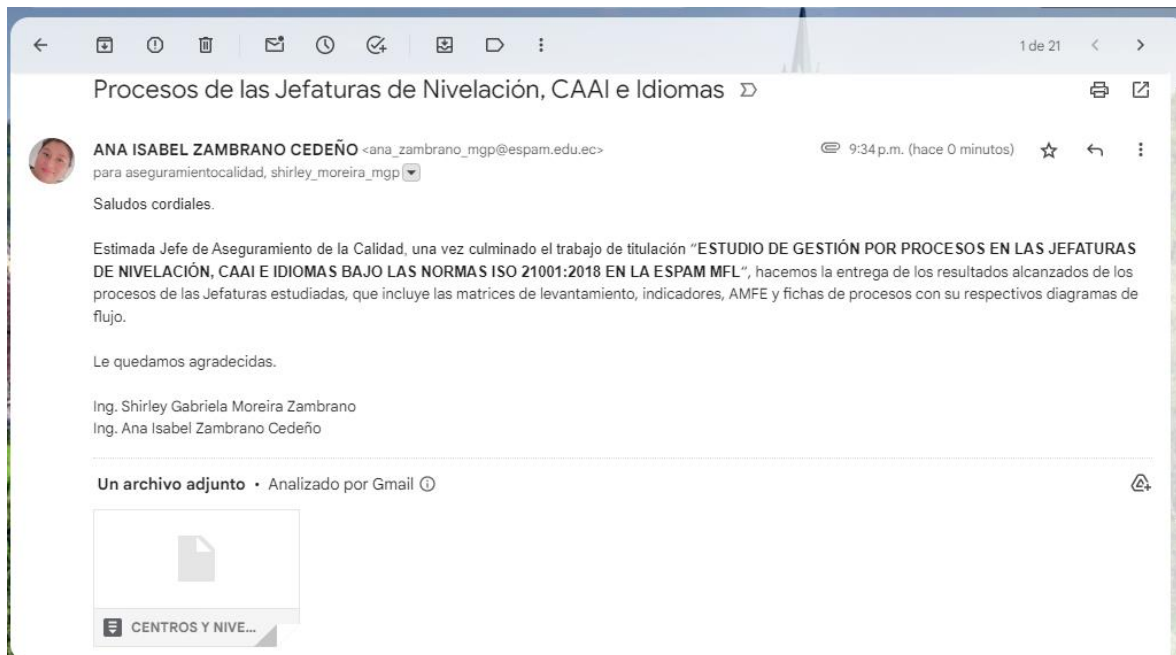 1 de 21
Procesos de las Jefaturas de Nivelación, CAAI e Idiomas
ANA ISABEL ZAMBRANO CEDEÑO <ana_zambrano_mgp@espam.edu.ec>
9:34 p.m. (hace 0 minutos)
para aseguramientocalidad, shirley_moreira_mgp
Saludos cordiales.
Estimada Jefe de Aseguramiento de la Calidad, una vez culminado el trabajo de titulación “ESTUDIO DE GESTIÓN POR PROCESOS EN LAS JEFATURAS
DE NIVELACIÓN, CAAI E IDIOMAS BAJO LAS NORMAS ISO 21001:2018 EN LA ESPAM MFL”, hacemos la entrega de los resultados alcanzados de los
procesos de las Jefaturas estudiadas, que incluye las matrices de levantamiento, indicadores, AMFE y fichas de procesos con su respectivos diagramas de
flujo.
Le quedamos agradecidas.
Ing. Shirley Gabriela Moreira Zambrano
Ing. Ana Isabel Zambrano Cedeño
Un archivo adjunto • Analizado por Gmail
CENTROS Y NIVE...